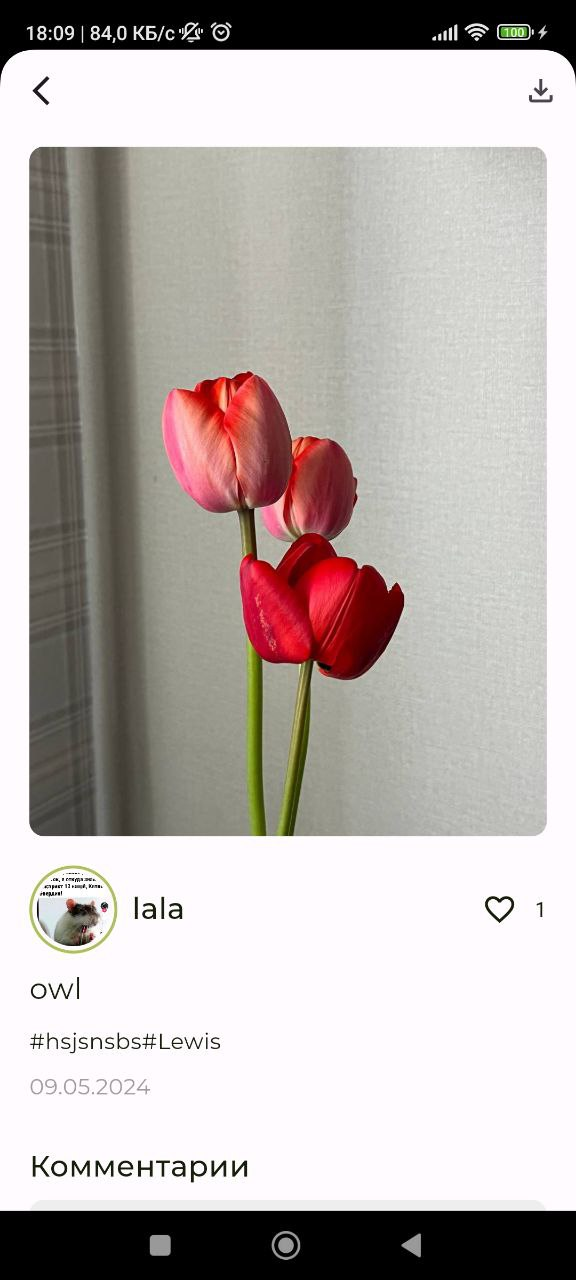 18:09 | 84,0 КБ/с
100
lala
1
owl
#hsjsnsbs#Lewis
09.05.2024
Комментарии